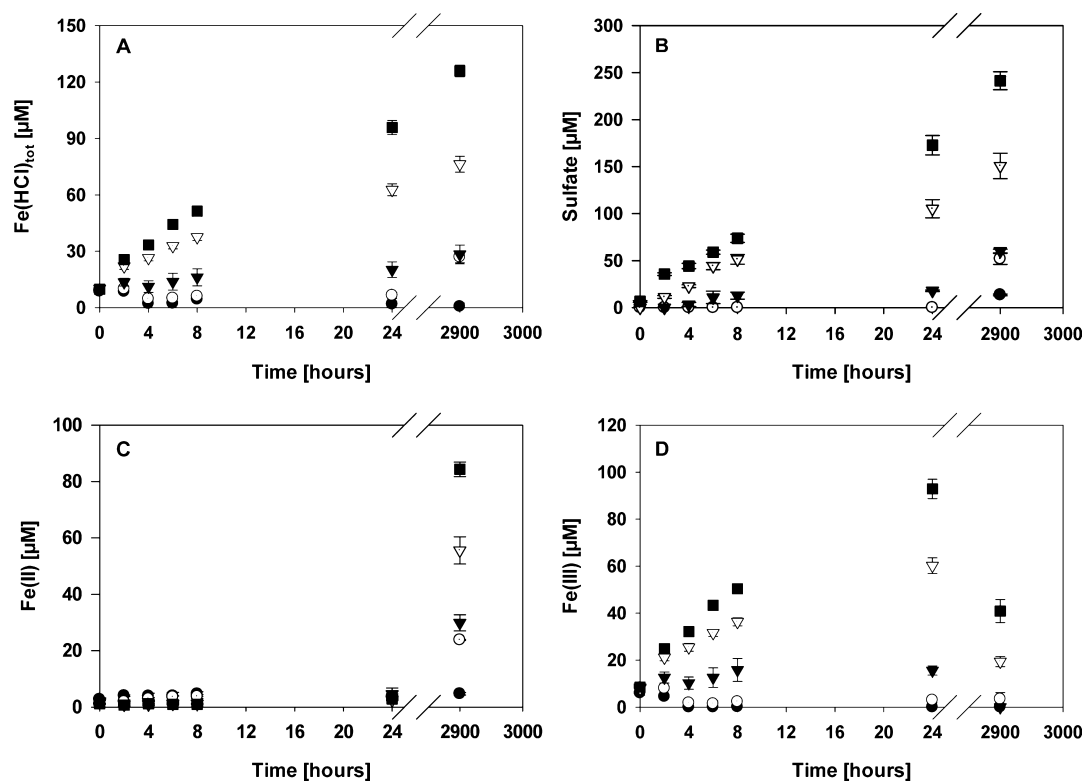 150
120
90
60
30
0
Fe(HCl)tot [µM]
A
0 4 8 12 16 20 24 2900 3000
Time [hours]
300
250
200
150
100
50
0
Sulfate [µM]
B
0 4 8 12 16 20 24 2900 3000
Time [hours]
100
80
60
40
20
0
Fe(II) [µM]
C
0 4 8 12 16 20 24 2900 3000
Time [hours]
120
100
80
60
40
20
0
Fe(III) [µM]
D
0 4 8 12 16 20 24 2900 3000
Time [hours]